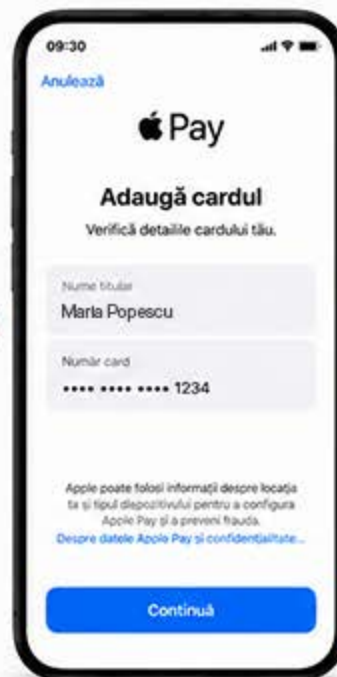 09:30
Anulează
Pay
Adaugă cardul
Verifică detaliile cardului tău.
Nume titular
Maria Popescu
Număr card
•••• •••• •••• 1234
Apple poate folosi informații despre locația
ta și tipul dispozitivului pentru a configura
Apple Pay și a preveni frauda.
Despre datele Apple Pay și confidențialitate...
Continuă